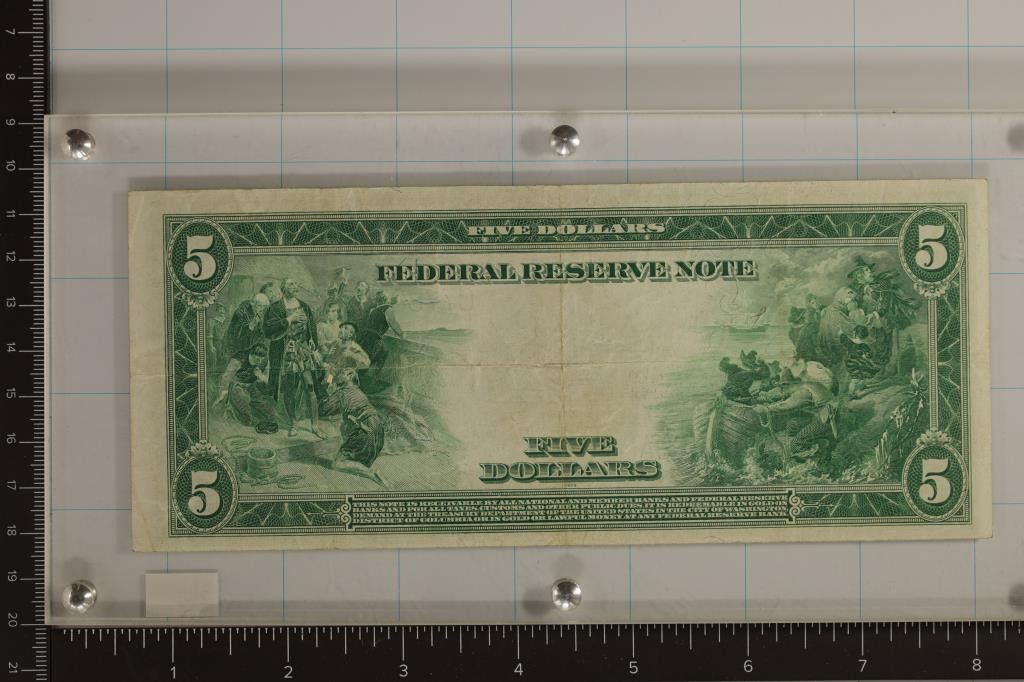 7
8
9
10
11
12
13
14
15
16
17
18
19
20
21
FIVE DOLLARS
5
5
FEDERAL RESERVE NOTE
FIVE
DOLLARS
5
5
THIS NOTE IS RECEIVABLE BY ALL NATIONAL AND MEMBER BANKS AND FEDERAL RESERVE
BANKS AND FOR ALL TAXES, CUSTOMS AND OTHER PUBLIC DUES. IT IS REDEEMABLE IN GOLD ON
DEMAND AT THE TREASURY DEPARTMENT OF THE UNITED STATES IN THE CITY OF WASHINGTON
DISTRICT OF COLUMBIA OR IN GOLD OR LAWFUL MONEY AT ANY FEDERAL RESERVE BANK
1 2 3 4 5 6 7 8